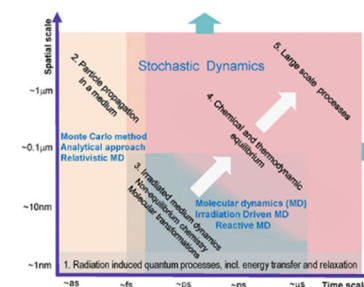 Spatial scale
~1μm
~0.1μm
~10nm
~1nm
2. Particle propagation
in a medium
Stochastic Dynamics
5. Large scale processes
4. Chemical and thermodynamic
equilibrium
Monte Carlo method
Analytical approach
Relativistic MD
3. Irradiated medium dynamics
Non-equilibrium chemistry
Molecular transformations
Molecular dynamics (MD)
Irradiation Driven MD
Reactive MD
1. Radiation induced quantum processes, incl. energy transfer and relaxation
~as ~fs ~ps ~ns ~μs Time scal